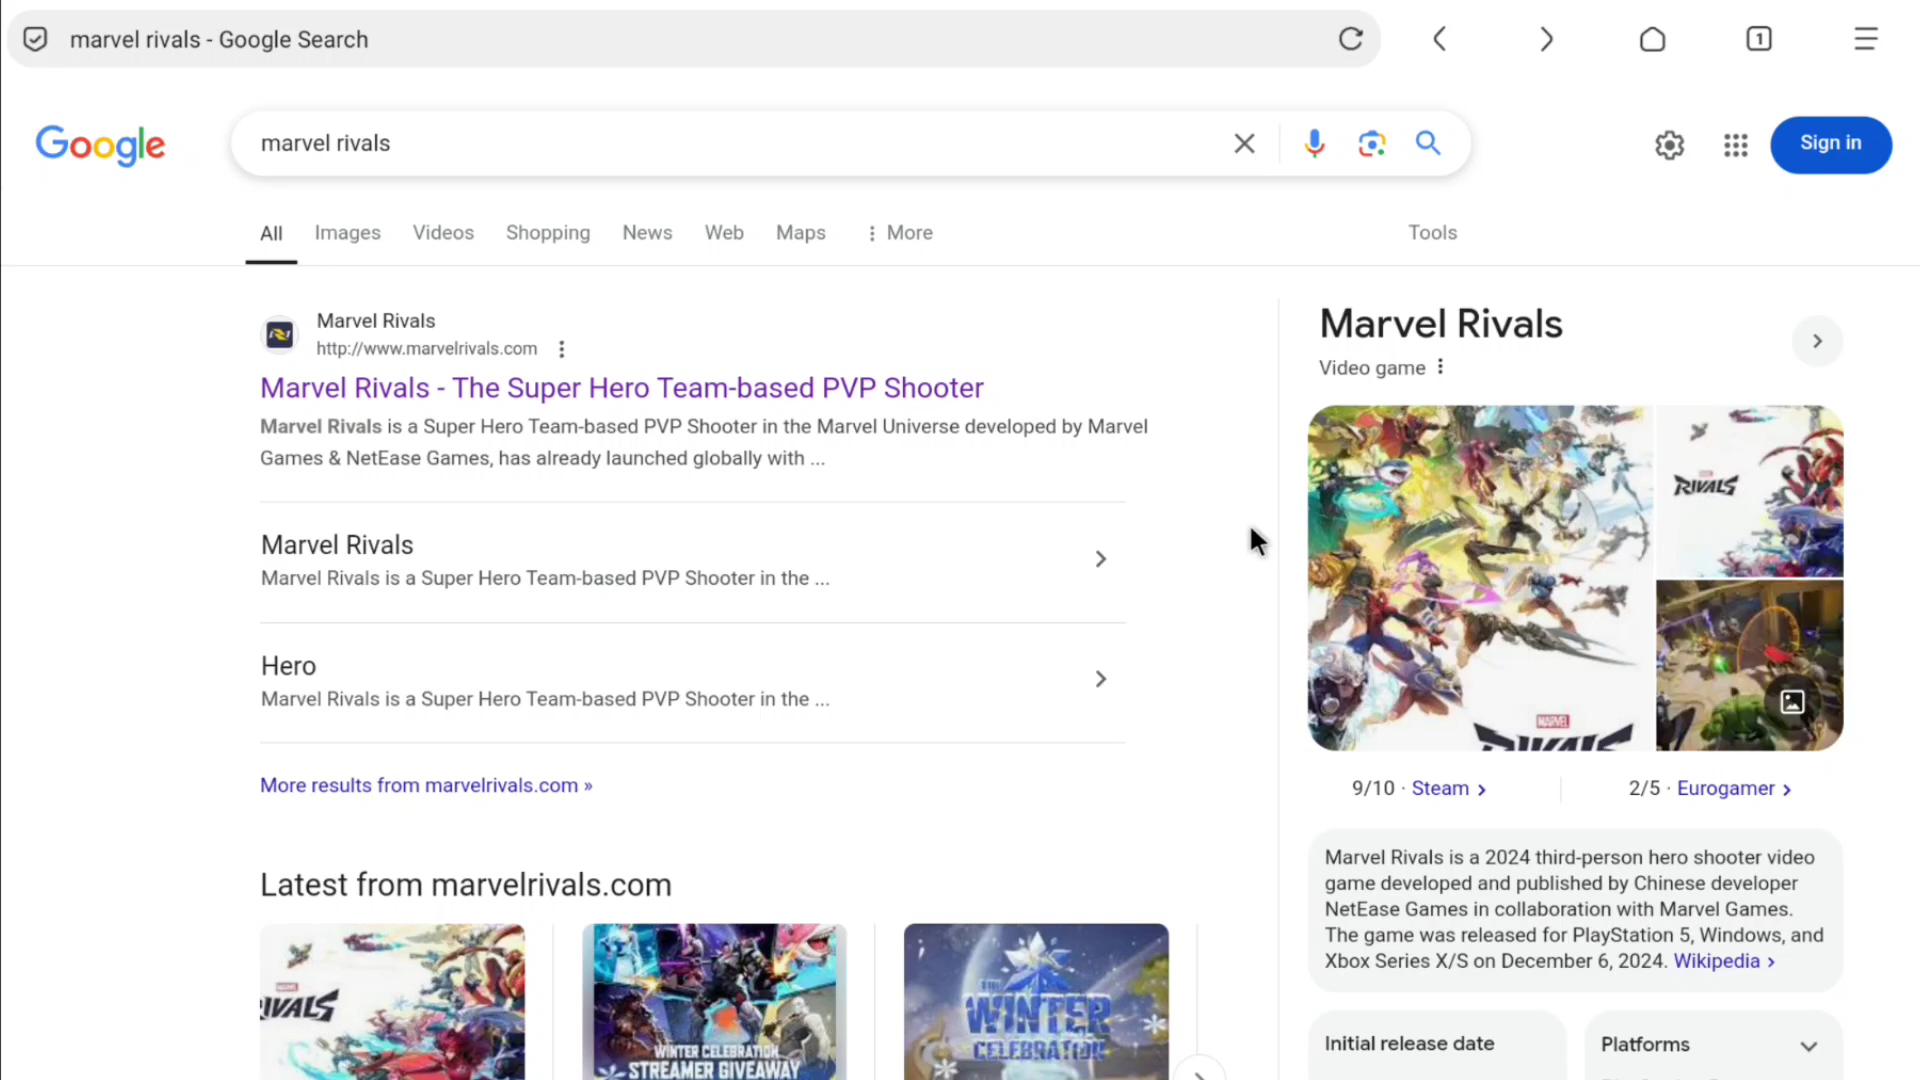 marvel rivals - Google Search
1
Google
marvel rivals
Sign in
All
Images
Videos
Shopping
News
Web
Maps
More
Tools
Marvel Rivals
http://www.marvelrivals.com
Marvel Rivals - The Super Hero Team-based PVP Shooter
Marvel Rivals is a Super Hero Team-based PVP Shooter in the Marvel Universe developed by Marvel
Games & NetEase Games, has already launched globally with ...
Marvel Rivals
Marvel Rivals is a Super Hero Team-based PVP Shooter in the ...
Hero
Marvel Rivals is a Super Hero Team-based PVP Shooter in the ...
More results from marvelrivals.com »
Latest from marvelrivals.com
MARVEL
RIVALS
WINTER CELEBRATION
STREAMER GIVEAWAY
THE
WINTER
CELEBRATION
Marvel Rivals
Video game
RIVALS
MARVEL
RIVALS
9/10 · Steam >
2/5 · Eurogamer >
Marvel Rivals is a 2024 third-person hero shooter video
game developed and published by Chinese developer
NetEase Games in collaboration with Marvel Games.
The game was released for PlayStation 5, Windows, and
Xbox Series X/S on December 6, 2024. Wikipedia >
Initial release date
Platforms